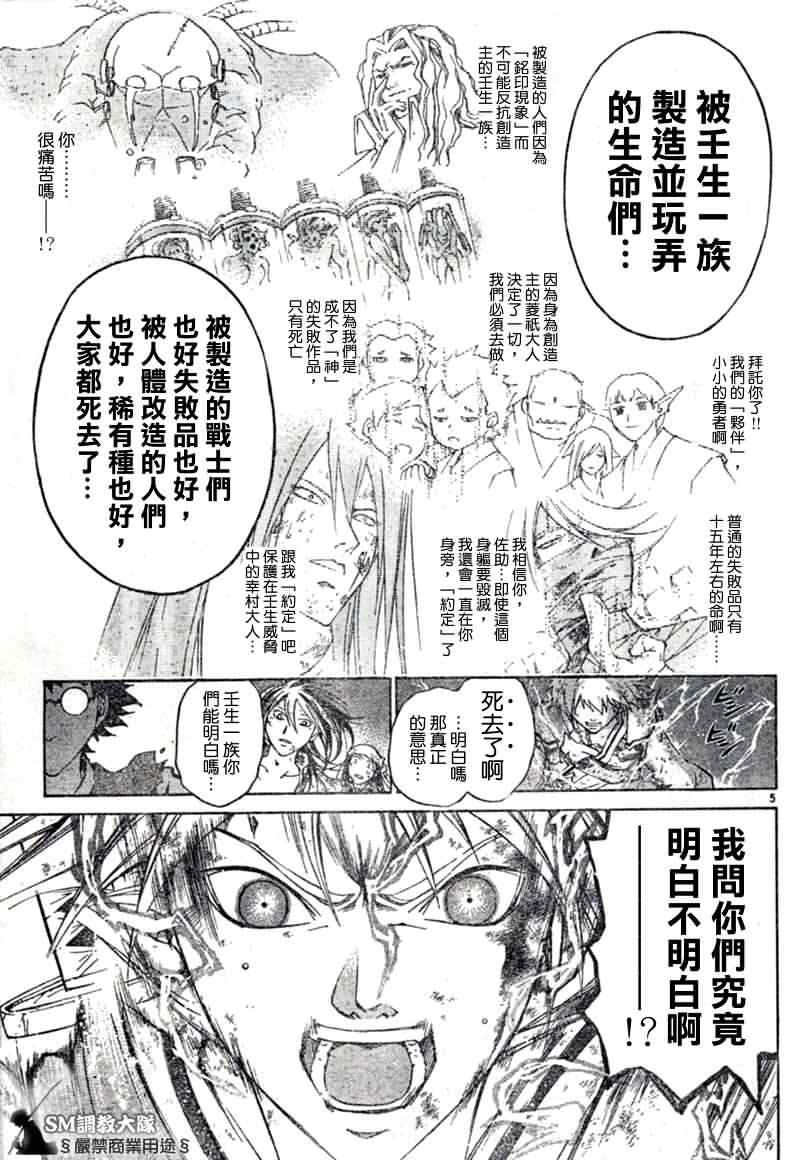 被壬生一族
製造並玩弄
的生命們…
被製造的人們因為
「銘印現象」而
不可能反抗創造
主的壬生一族…
你………
很痛苦嗎──!?
因為身為創造
主的菱祇大人
決定了一切，
我們必須去做…
因為我們是
成不了「神」
的失敗作品，
只有死亡
拜託你了!!
我們的「夥伴」，
小小的勇者啊
被製造的戰士們
也好失敗品也好，
被人體改造的人們
也好，稀有種也好，
大家都死去了…
普通的失敗品只有
十五年左右的命啊……
我相信你，
佐助…即使這個
身軀要毀滅，
我還會一直在你
身旁，「約定」了
跟我「約定」吧
保護在壬生威脅
中的幸村大人…
ビシ
ビシ
死去了啊
…明白嗎
那真正
的意思…
壬生一族你
們能明白嗎…
5
我問你們究竟
明白不明白啊
──!?
SM調教大隊
§嚴禁商業用途§